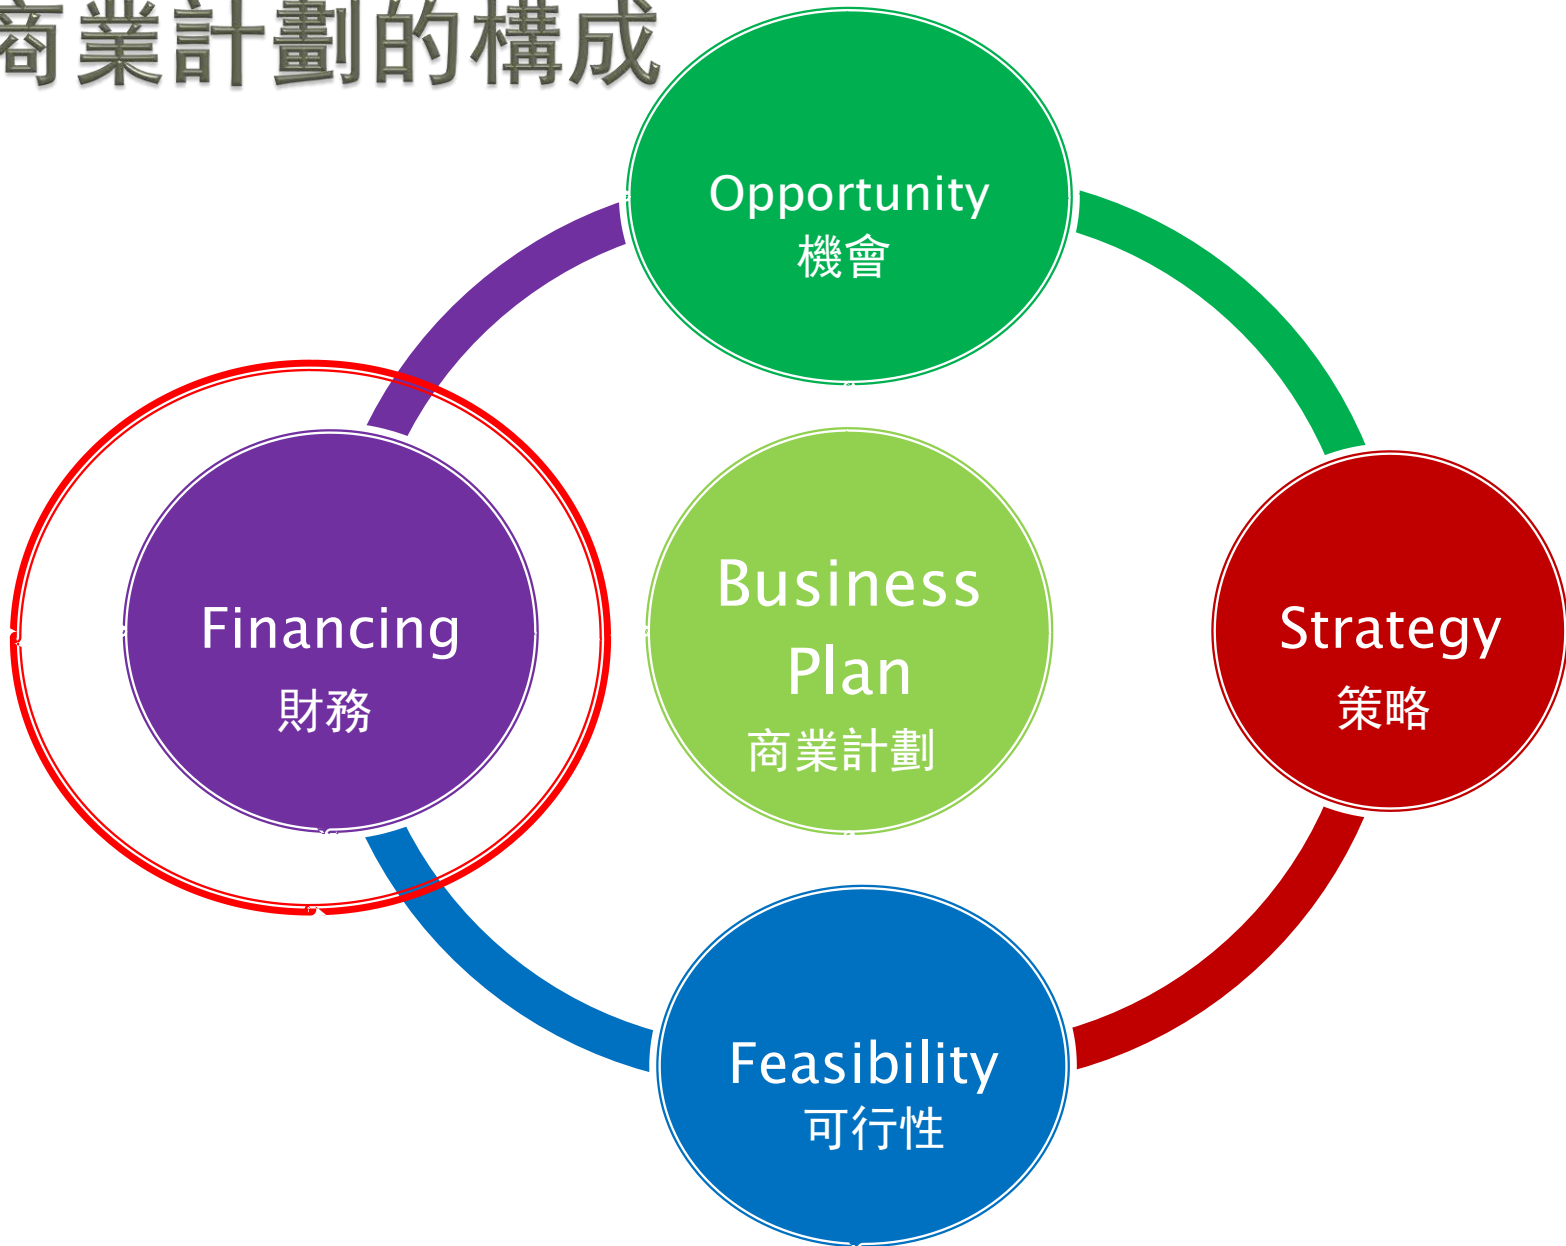 商業計劃的構成
Opportunity
機會
Financing
財務
Business
Plan
商業計劃
Strategy
策略
Feasibility
可行性